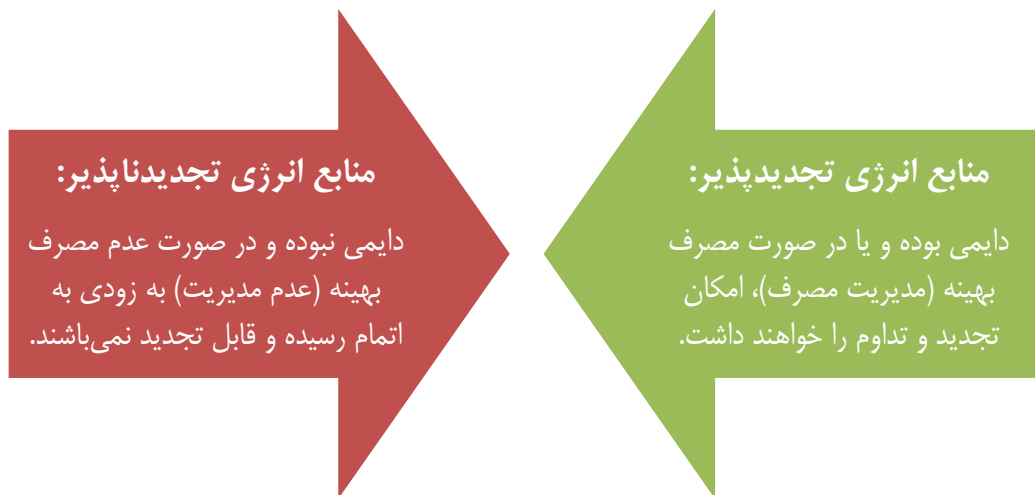 منابع انرژی تجدیدپذیر:
دایمی بوده و یا در صورت مصرف
بهینه (مدیریت مصرف)، امکان
تجدید و تداوم را خواهند داشت.
منابع انرژی تجدیدناپذیر:
دایمی نبوده و در صورت عدم مصرف
بهینه (عدم مدیریت) به زودی به
اتمام رسیده و قابل تجدید نمی‌باشند.